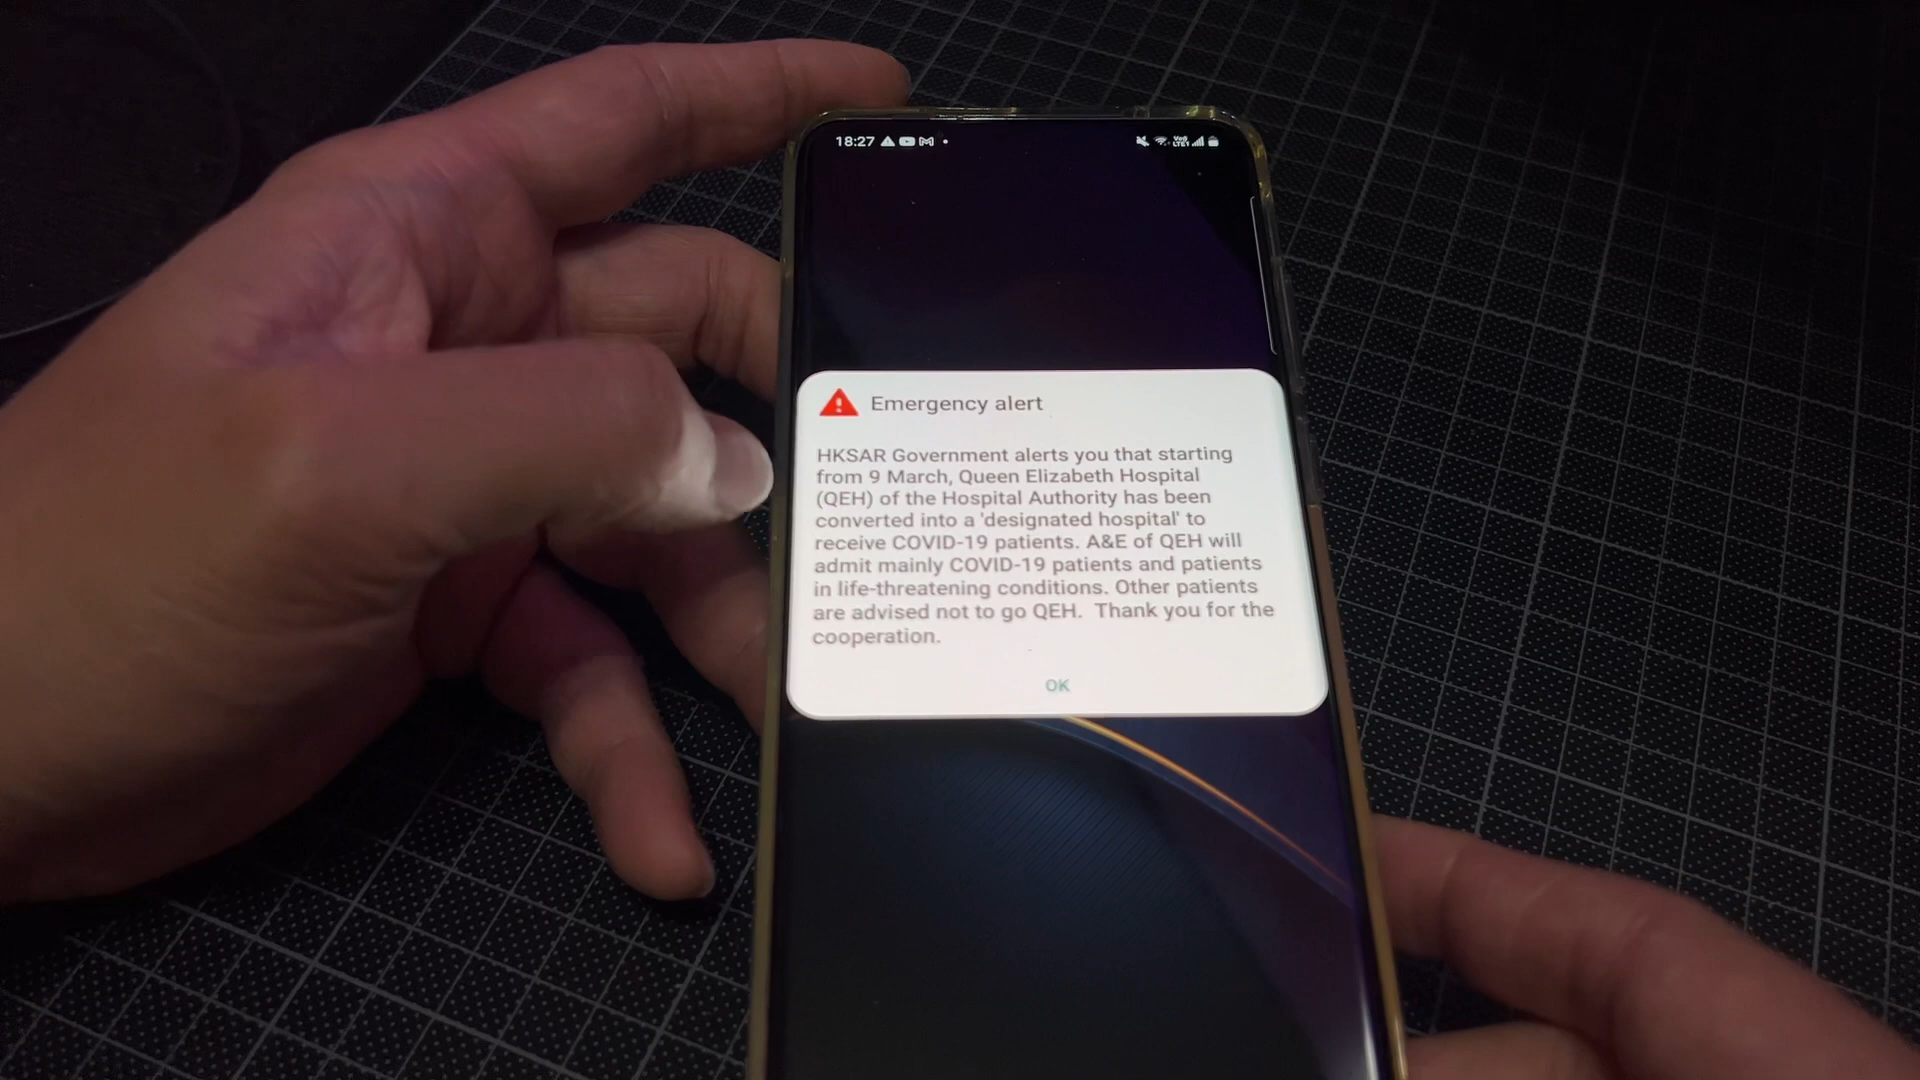 18:27
VoD LTE1
Emergency alert
HKSAR Government alerts you that starting
from 9 March, Queen Elizabeth Hospital
(QEH) of the Hospital Authority has been
converted into a 'designated hospital' to
receive COVID-19 patients. A&E of QEH will
admit mainly COVID-19 patients and patients
in life-threatening conditions. Other patients
are advised not to go QEH.  Thank you for the
cooperation.
OK